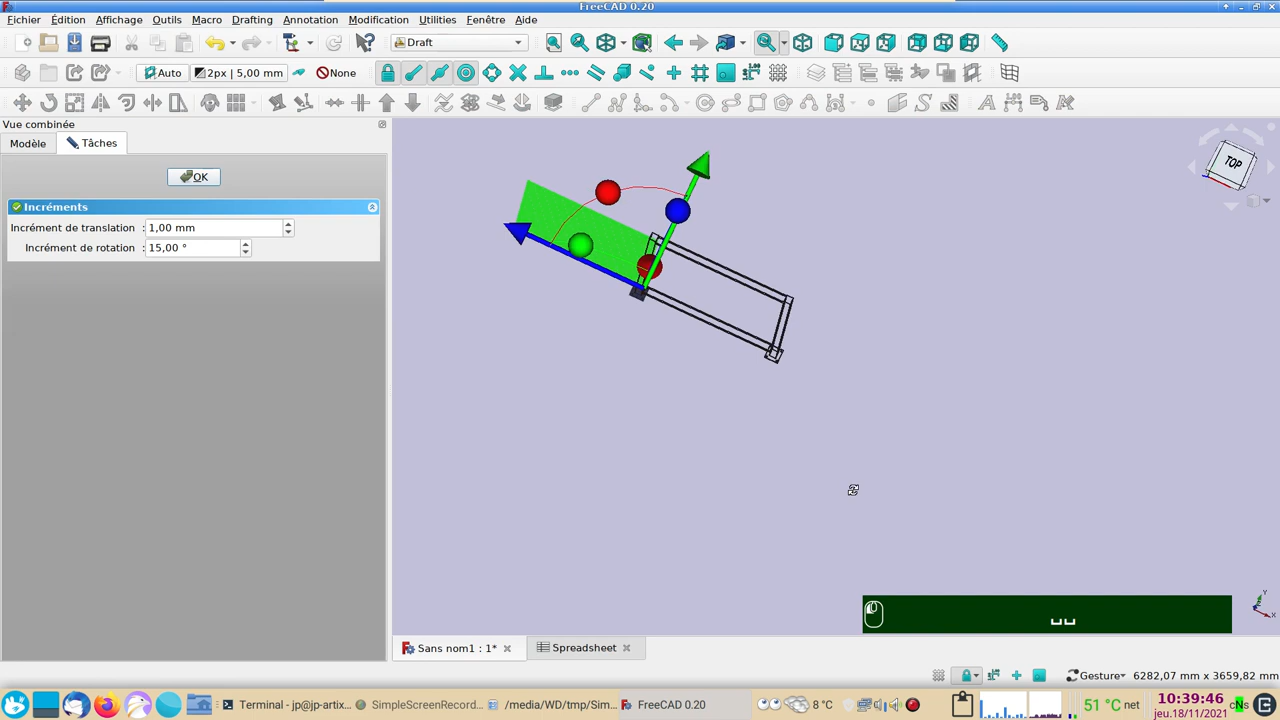 FreeCAD 0.20
Fichier Édition Affichage Outils Macro Drafting Annotation Modification Utilities Fenêtre Aide
Draft
Auto 2px | 5,00 mm None
Vue combinée
Modèle Tâches
OK
Incréments
Incrément de translation : 1,00 mm
Incrément de rotation : 15,00 °
TOP
Y
X
Sans nom1 : 1* Spreadsheet
Gesture 6282,07 mm x 3659,82 mm
Terminal - jp@jp-artix... SimpleScreenRecord... /media/WD/tmp/Sim... FreeCAD 0.20 8 °C 51 °C net 10:39:46 cNs
jeu.18/11/2021